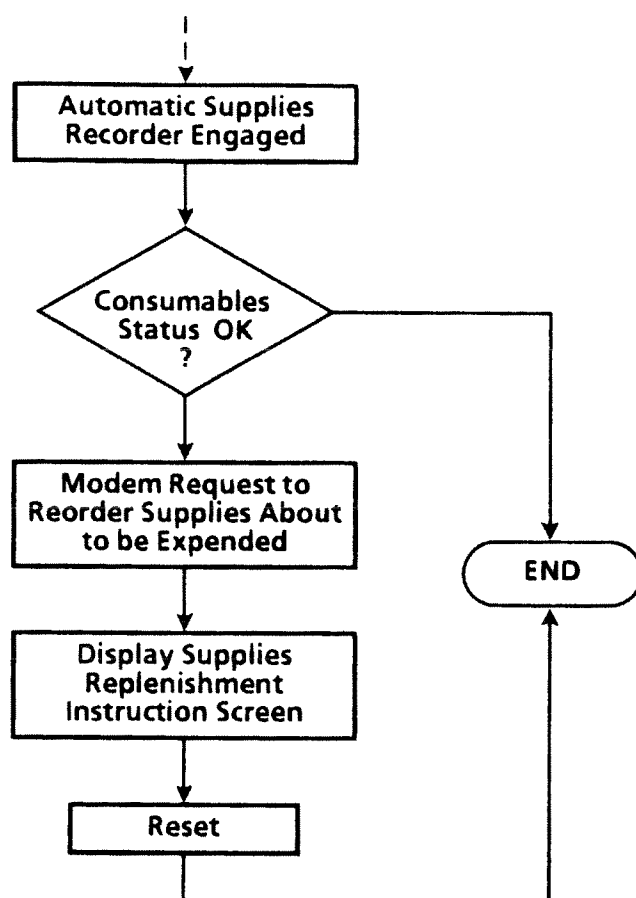 Automatic Supplies
Recorder Engaged
Consumables
Status OK
?
Modem Request to
Reorder Supplies About
to be Expended
END
Display Supplies
Replenishment
Instruction Screen
Reset